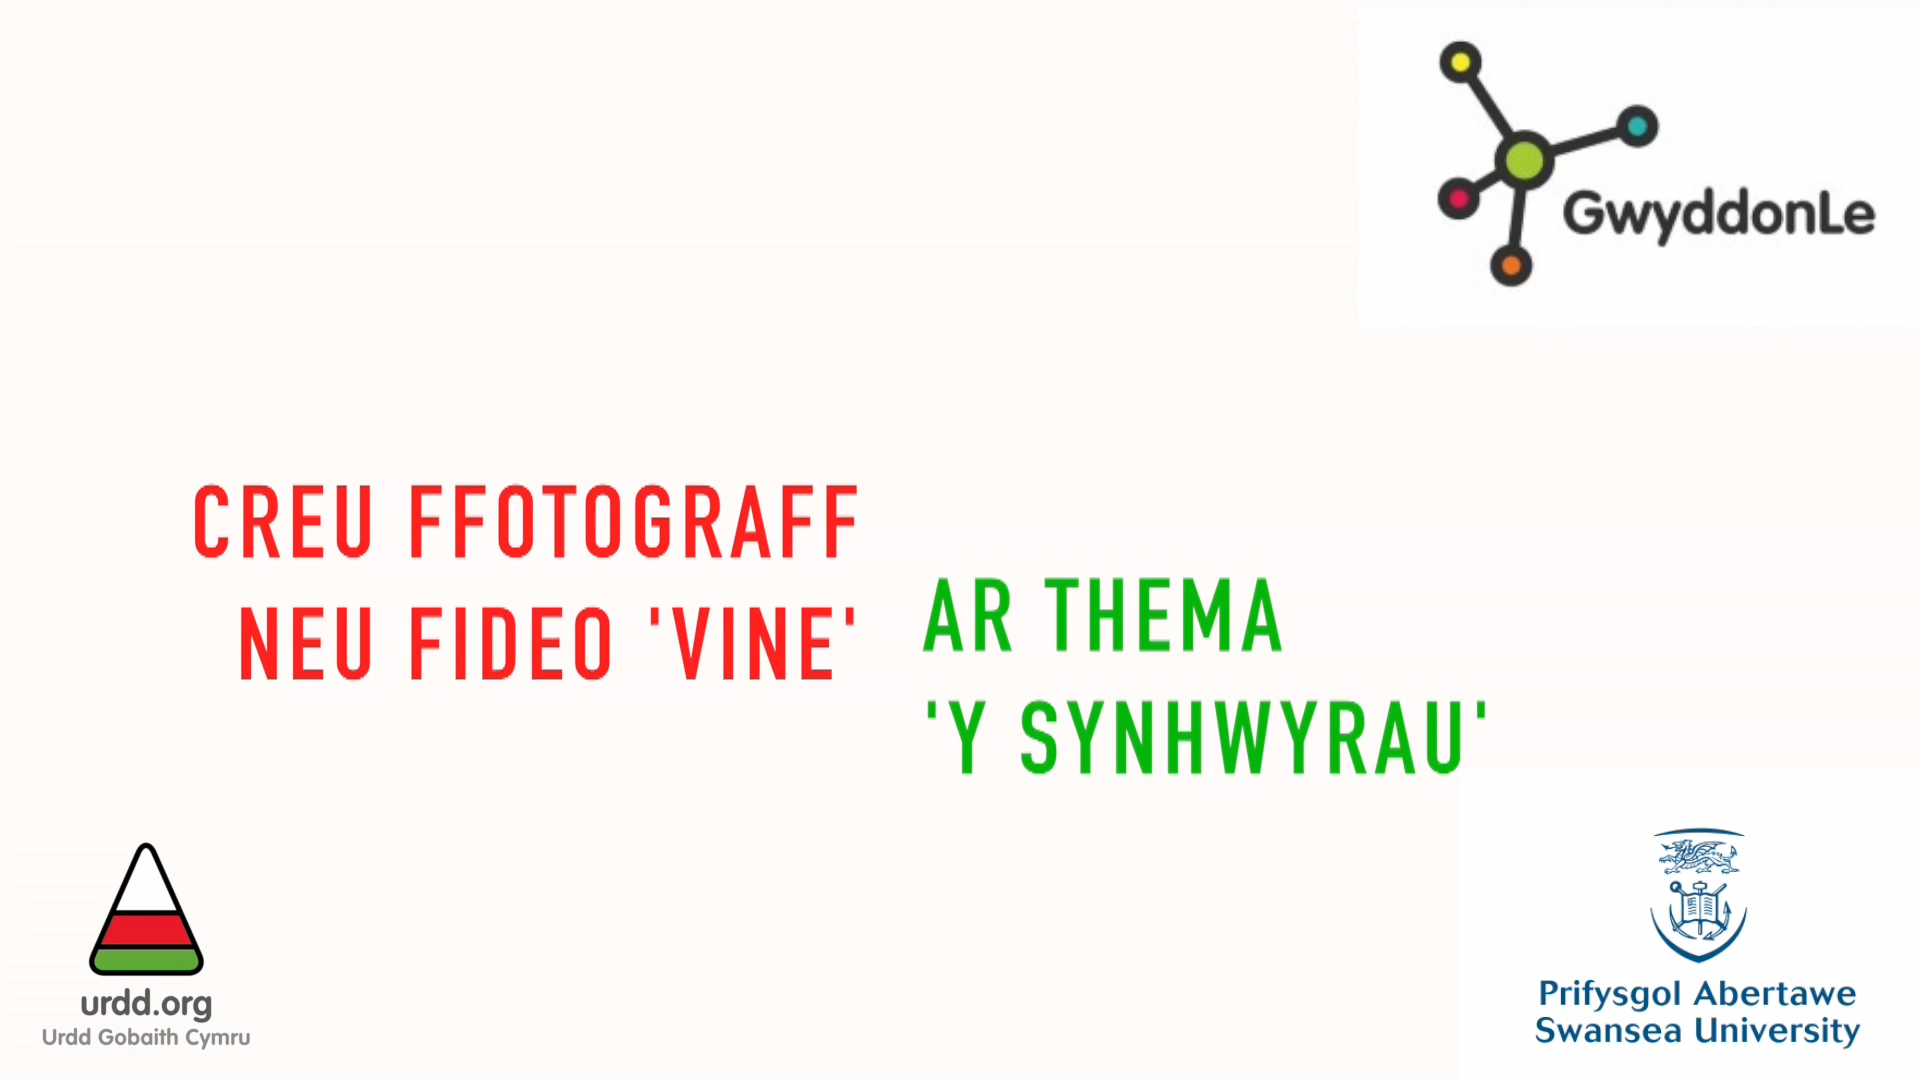 GwyddonLe
CREU FFOTOGRAFF
NEU FIDEO 'VINE'
AR THEMA
'Y SYNHWYRAU'
urdd.org
Urdd Gobaith Cymru
Prifysgol Abertawe
Swansea University